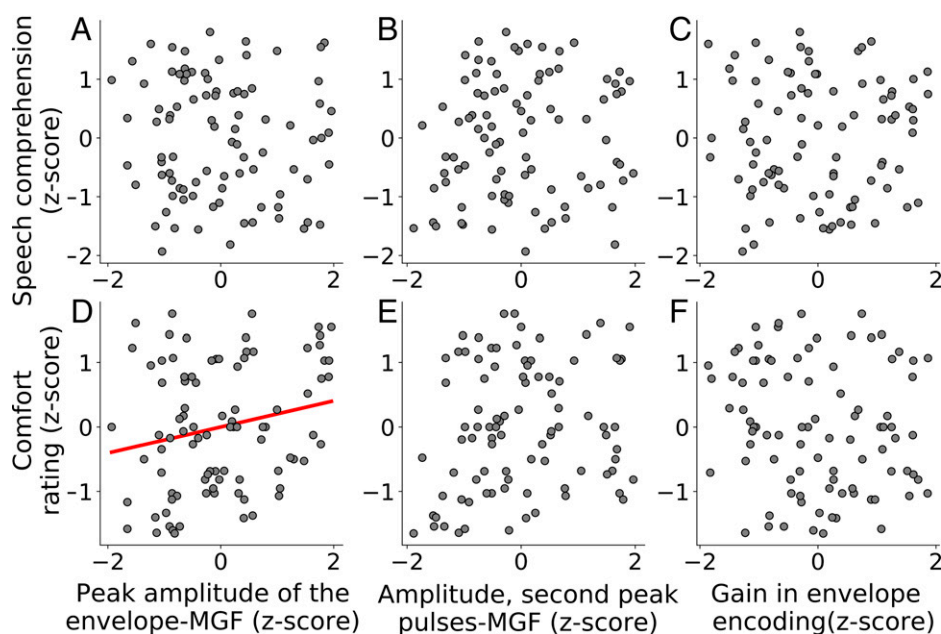 A
B
C
Speech comprehension
(z-score)
1
0
−1
−2
1
0
−1
−2
1
0
−1
−2
−2
0
2
−2
0
2
−2
0
2
D
E
F
Comfort
rating (z-score)
1
0
−1
1
0
−1
1
0
−1
−2
0
2
−2
0
2
−2
0
2
Peak amplitude of the
envelope-MGF (z-score)
Amplitude, second peak
pulses-MGF (z-score)
Gain in envelope
encoding(z-score)